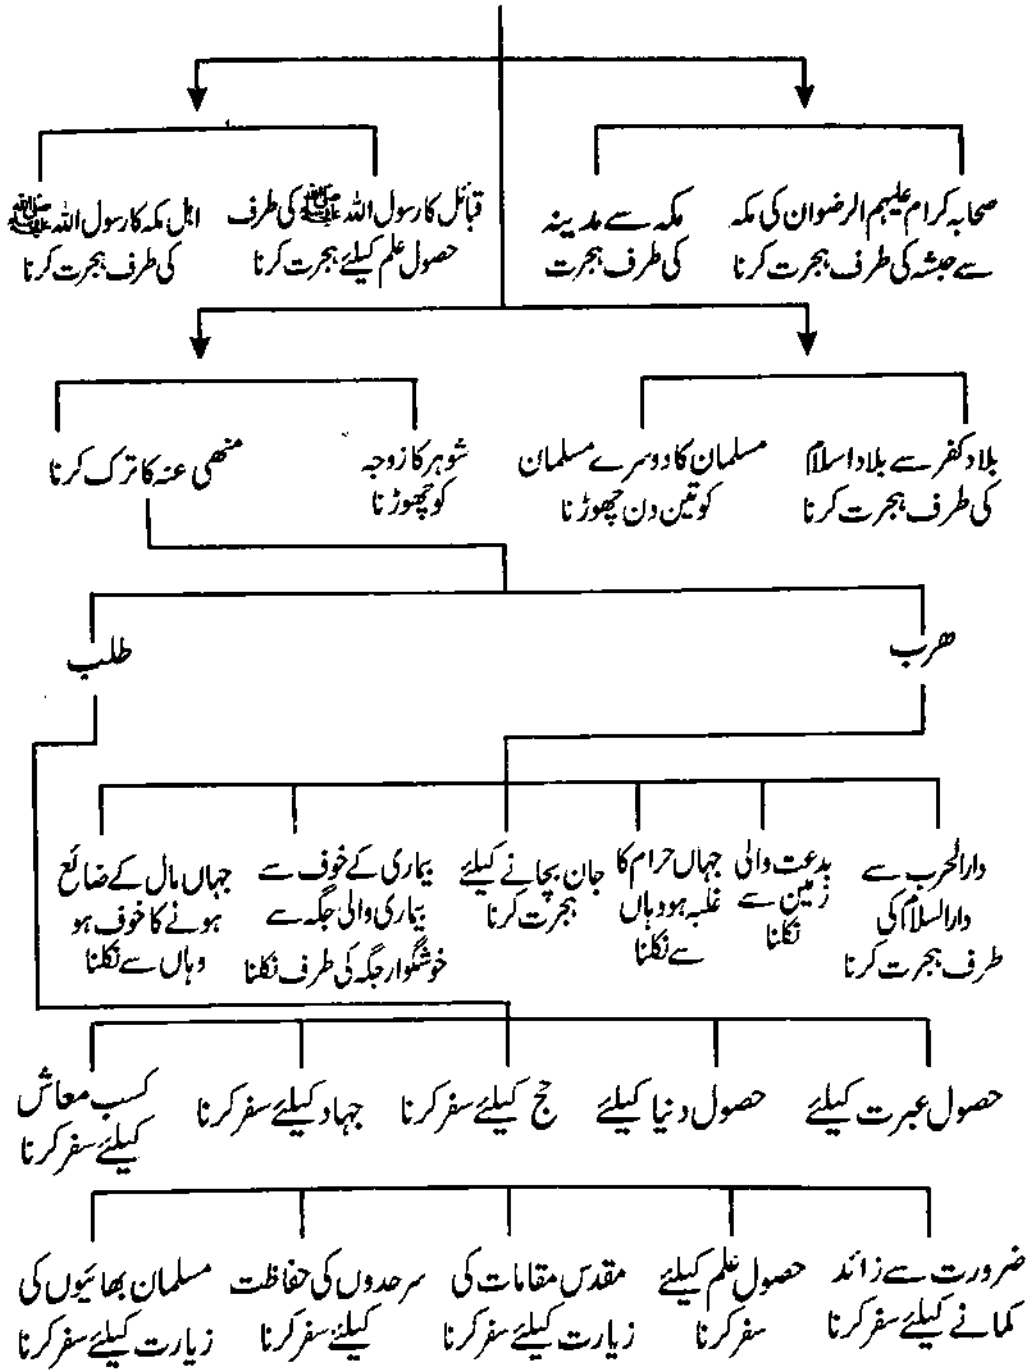 صحابہ کرام علیہم الرضوان کی مکہ
سے حبشہ کی طرف ہجرت کرنا
مکہ سے مدینہ
کی طرف ہجرت
قبائل کا رسول اللہ ﷺ کی طرف
حصول علم کیلئے ہجرت کرنا
اہل مکہ کا رسول اللہ ﷺ
کی طرف ہجرت کرنا
بلاد کفر سے بلاد اسلام
کی طرف ہجرت کرنا
مسلمان کا دوسرے مسلمان
کو تین دن چھوڑنا
شوہر کا زوجہ
کو چھوڑنا
منھی عنہ کا ترک کرنا
ھرب
طلب
دارالحرب سے
دارالسلام کی
طرف ہجرت کرنا
بدعت والی
زمین سے
نکلنا
جہاں حرام کا
غلبہ ہو وہاں
سے نکلنا
جان بچانے کیلئے
ہجرت کرنا
بیماری کے خوف سے
بیماری والی جگہ سے
خوشگوار جگہ کی طرف نکلنا
جہاں مال کے ضائع
ہونے کا خوف ہو
وہاں سے نکلنا
حصول عبرت کیلئے
حصول دنیا کیلئے
حج کیلئے سفر کرنا
جہاد کیلئے سفر کرنا
کسب معاش
کیلئے سفر کرنا
ضرورت سے زائد
کمانے کیلئے سفر کرنا
حصول علم کیلئے
سفر کرنا
مقدس مقامات کی
زیارت کیلئے سفر کرنا
سرحدوں کی حفاظت
کیلئے سفر کرنا
مسلمان بھائیوں کی
زیارت کیلئے سفر کرنا